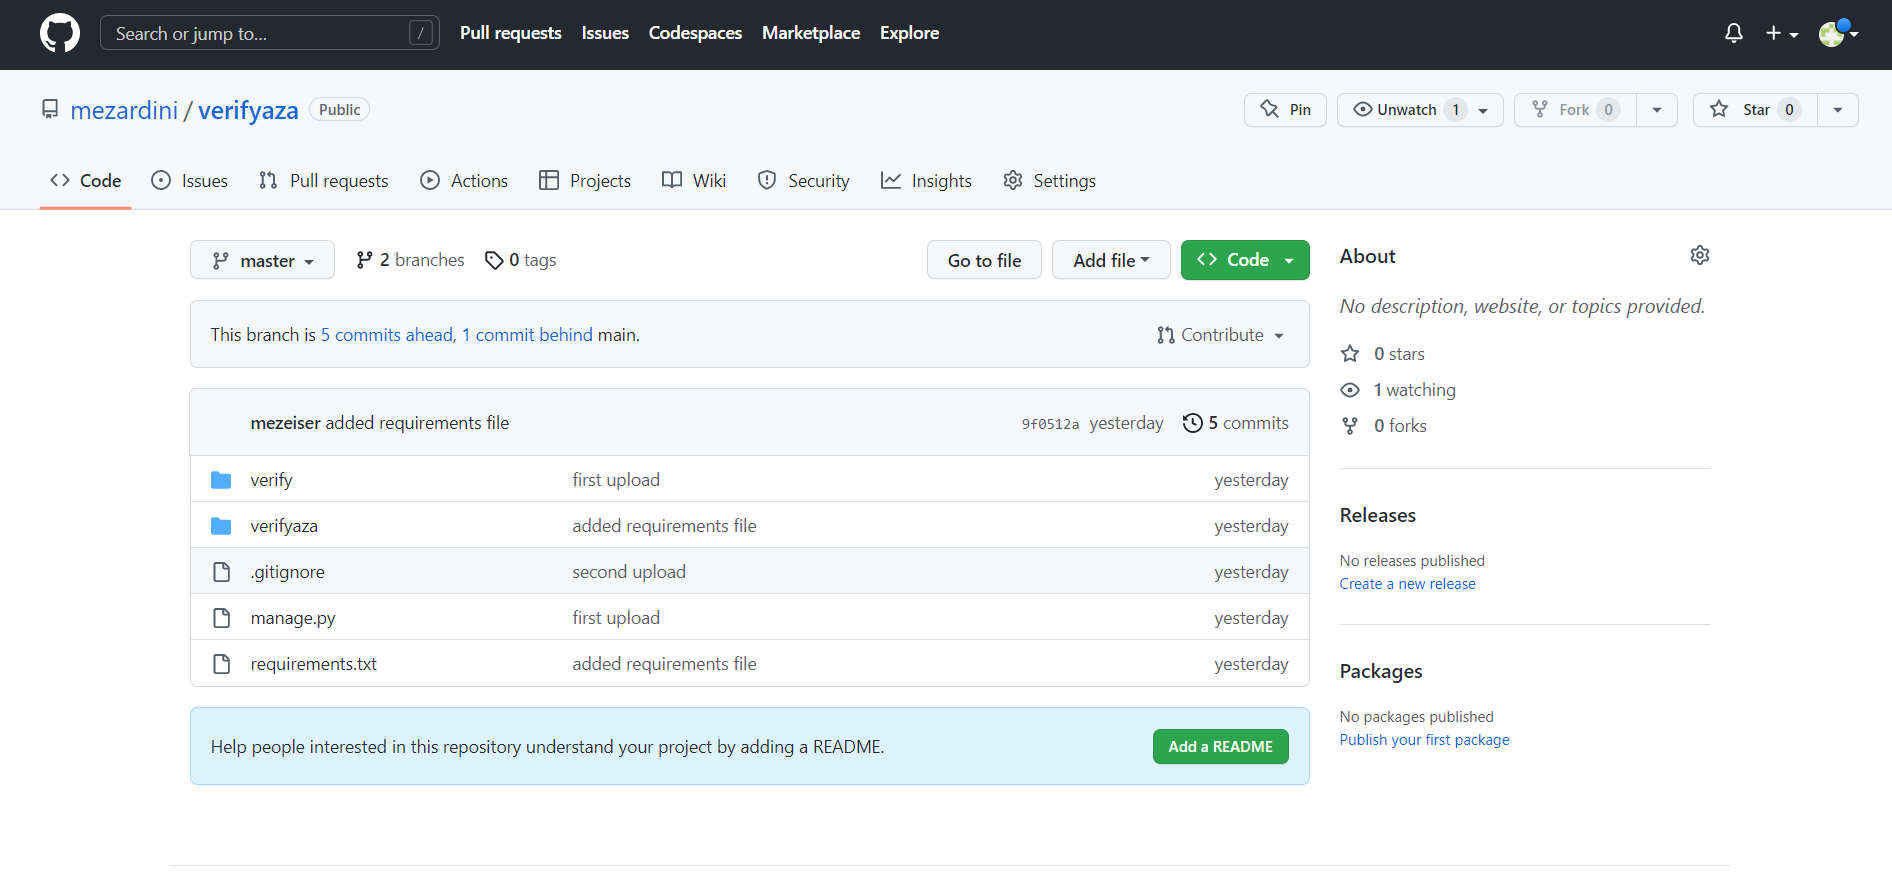 Search or jump to... / Pull requests Issues Codespaces Marketplace Explore
mezardini / verifyaza Public Pin Unwatch 1 Fork 0 Star 0
Code Issues Pull requests Actions Projects Wiki Security Insights Settings
master 2 branches 0 tags Go to file Add file Code
This branch is 5 commits ahead, 1 commit behind main. Contribute
mezeiser added requirements file 9f0512a yesterday 5 commits
verify first upload yesterday
verifyaza added requirements file yesterday
.gitignore second upload yesterday
manage.py first upload yesterday
requirements.txt added requirements file yesterday
Help people interested in this repository understand your project by adding a README. Add a README
About
No description, website, or topics provided.
0 stars
1 watching
0 forks
Releases
No releases published
Create a new release
Packages
No packages published
Publish your first package